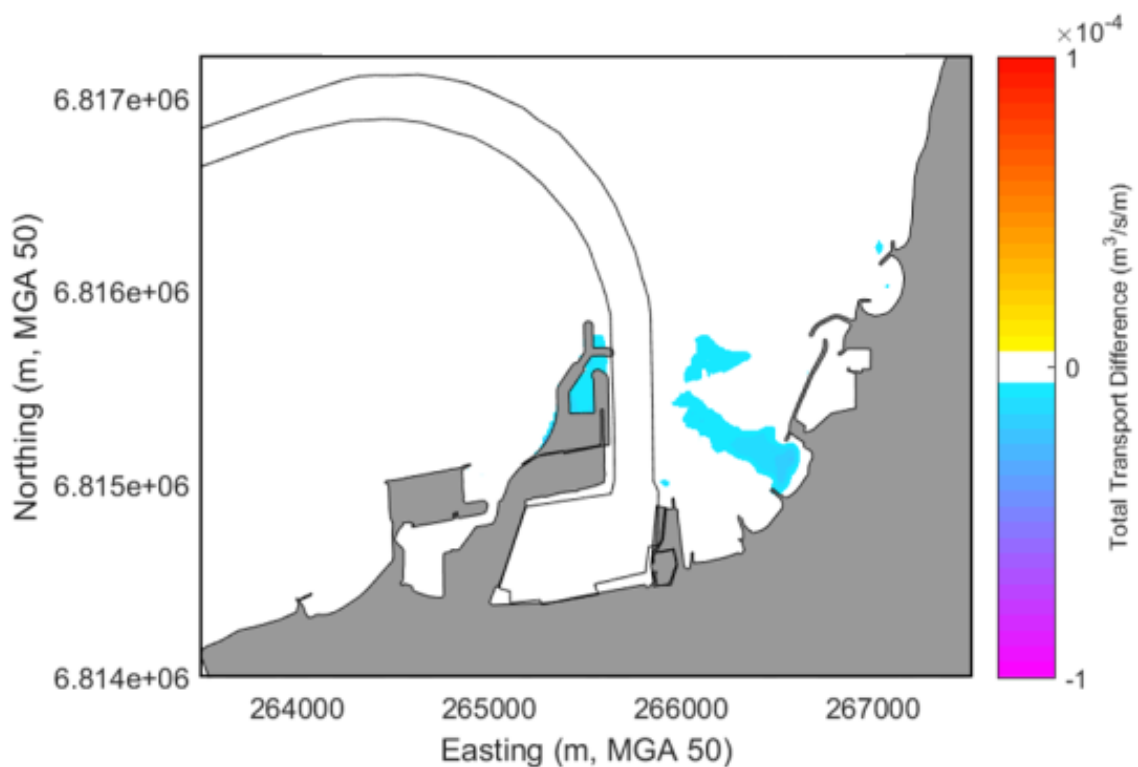 ×10⁻⁴
1
0
-1
Total Transport Difference (m³/s/m)
6.817e+06
6.816e+06
6.815e+06
6.814e+06
Northing (m, MGA 50)
264000 265000 266000 267000
Easting (m, MGA 50)